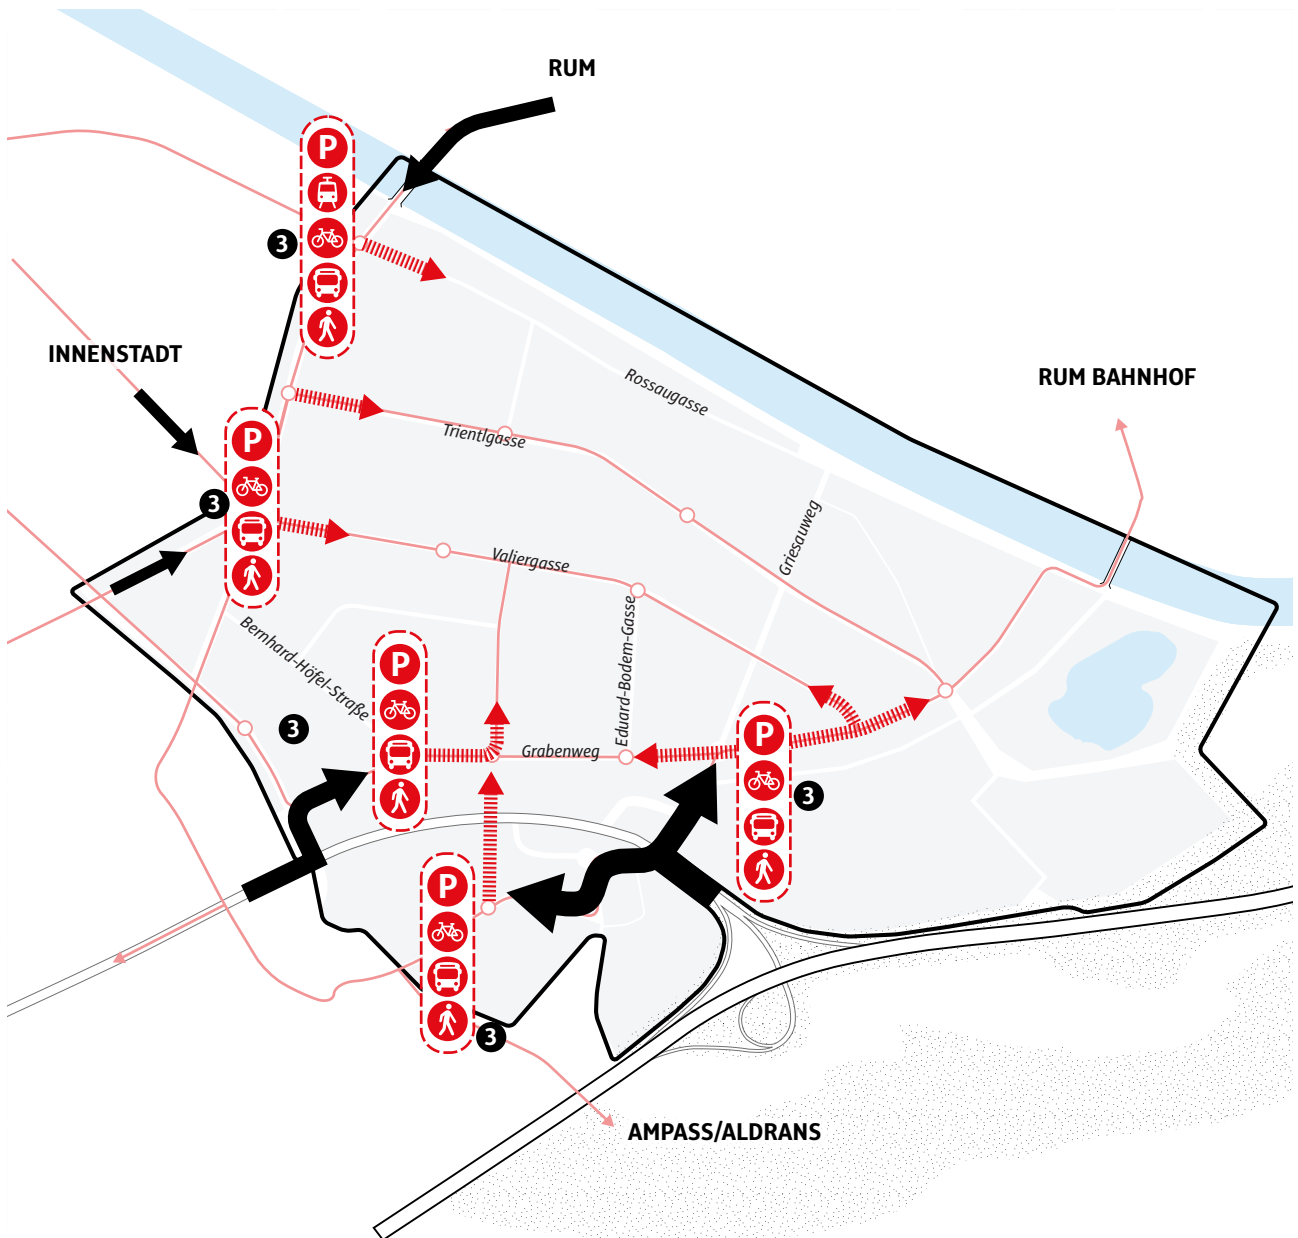 RUM
P
3
INNENSTADT
RUM BAHNHOF
Rossaugasse
P
Trientlgasse
3
Griesauweg
Valiergasse
Bernhard-Höfel-Straße
Eduard-Bodem-Gasse
P
3
Grabenweg
P
3
P
3
AMPASS/ALDRANS